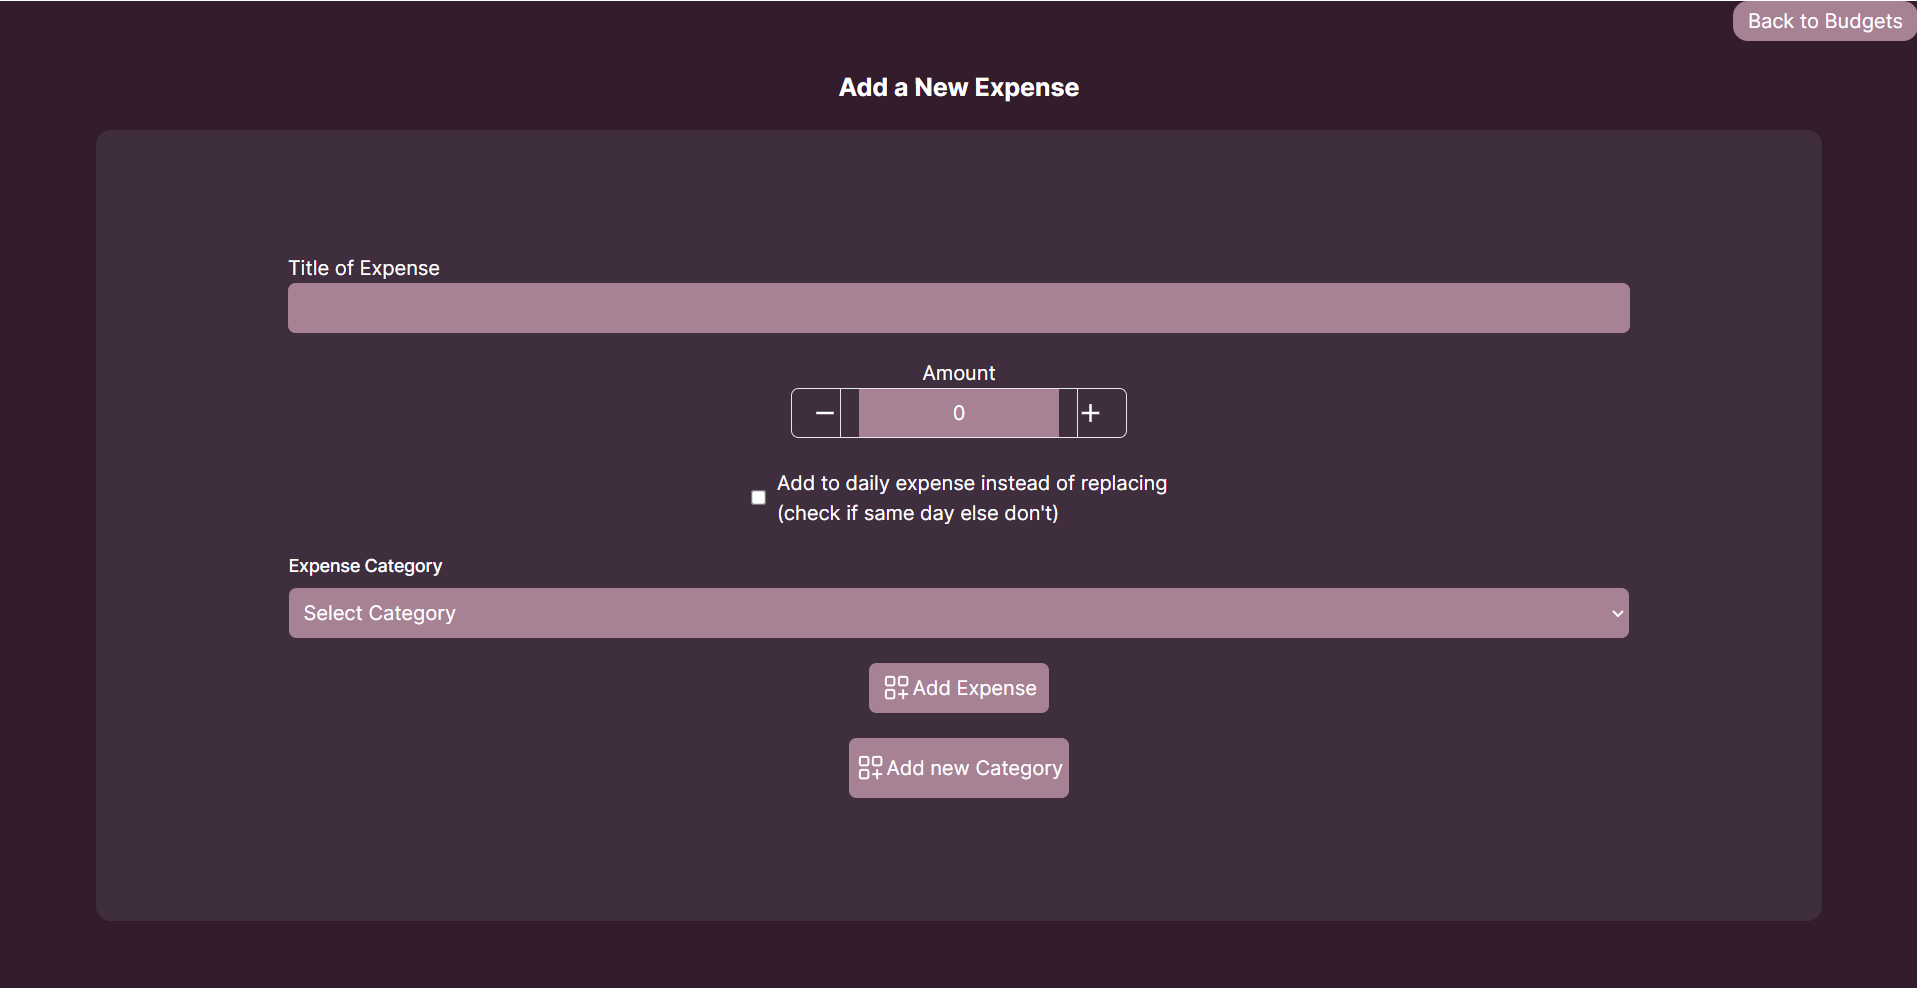 Back to Budgets
Add a New Expense
Title of Expense
Amount
0
Add to daily expense instead of replacing
(check if same day else don't)
Expense Category
Select Category
Add Expense
Add new Category